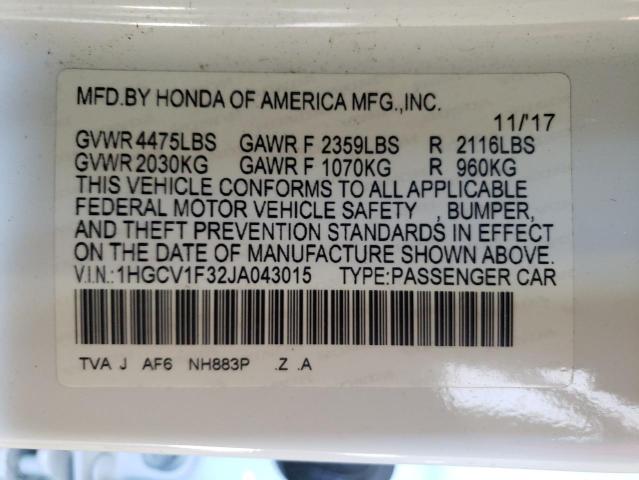 MFD.BY HONDA OF AMERICA MFG.,INC.
11/'17
GVWR 4475LBS GAWR F 2359LBS R 2116LBS
GVWR 2030KG GAWR F 1070KG R 960KG
THIS VEHICLE CONFORMS TO ALL APPLICABLE
FEDERAL MOTOR VEHICLE SAFETY , BUMPER,
AND THEFT PREVENTION STANDARDS IN EFFECT
ON THE DATE OF MANUFACTURE SHOWN ABOVE.
V.I.N.:1HGCV1F32JA043015 TYPE:PASSENGER CAR
TVA J AF6 NH883P .Z .A